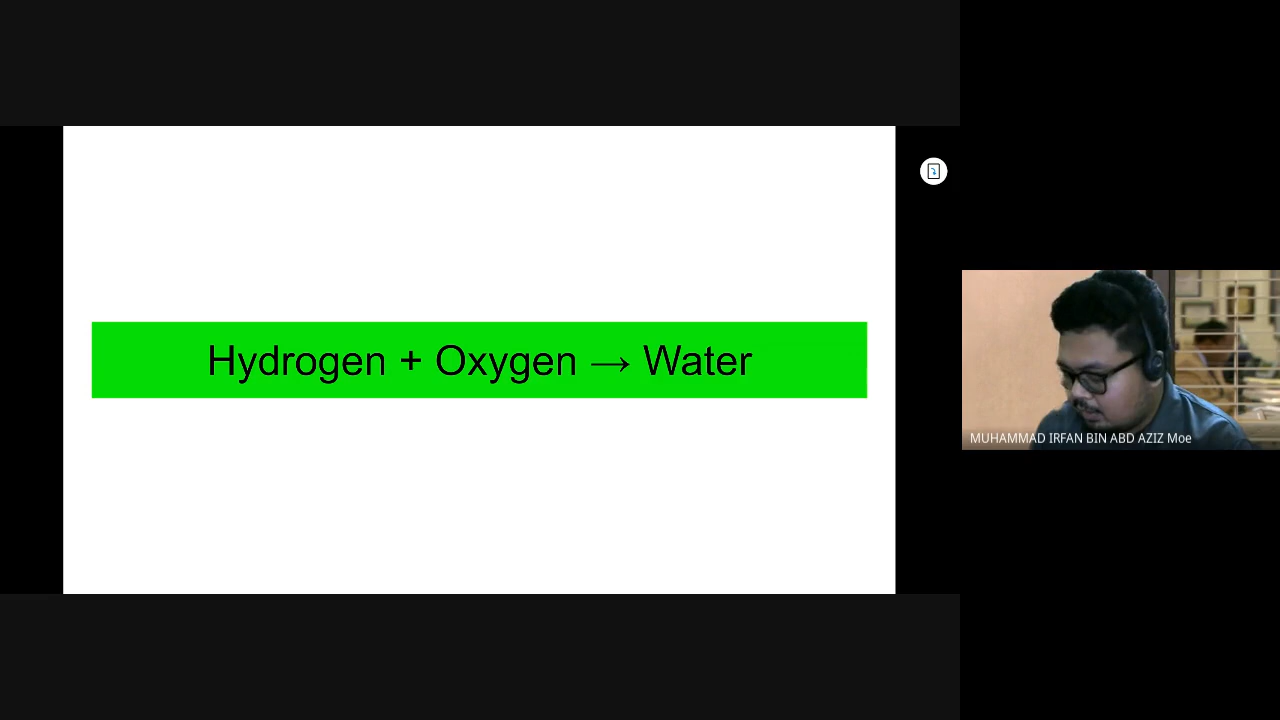 Hydrogen + Oxygen → Water
MUHAMMAD IRFAN BIN ABD AZIZ Moe